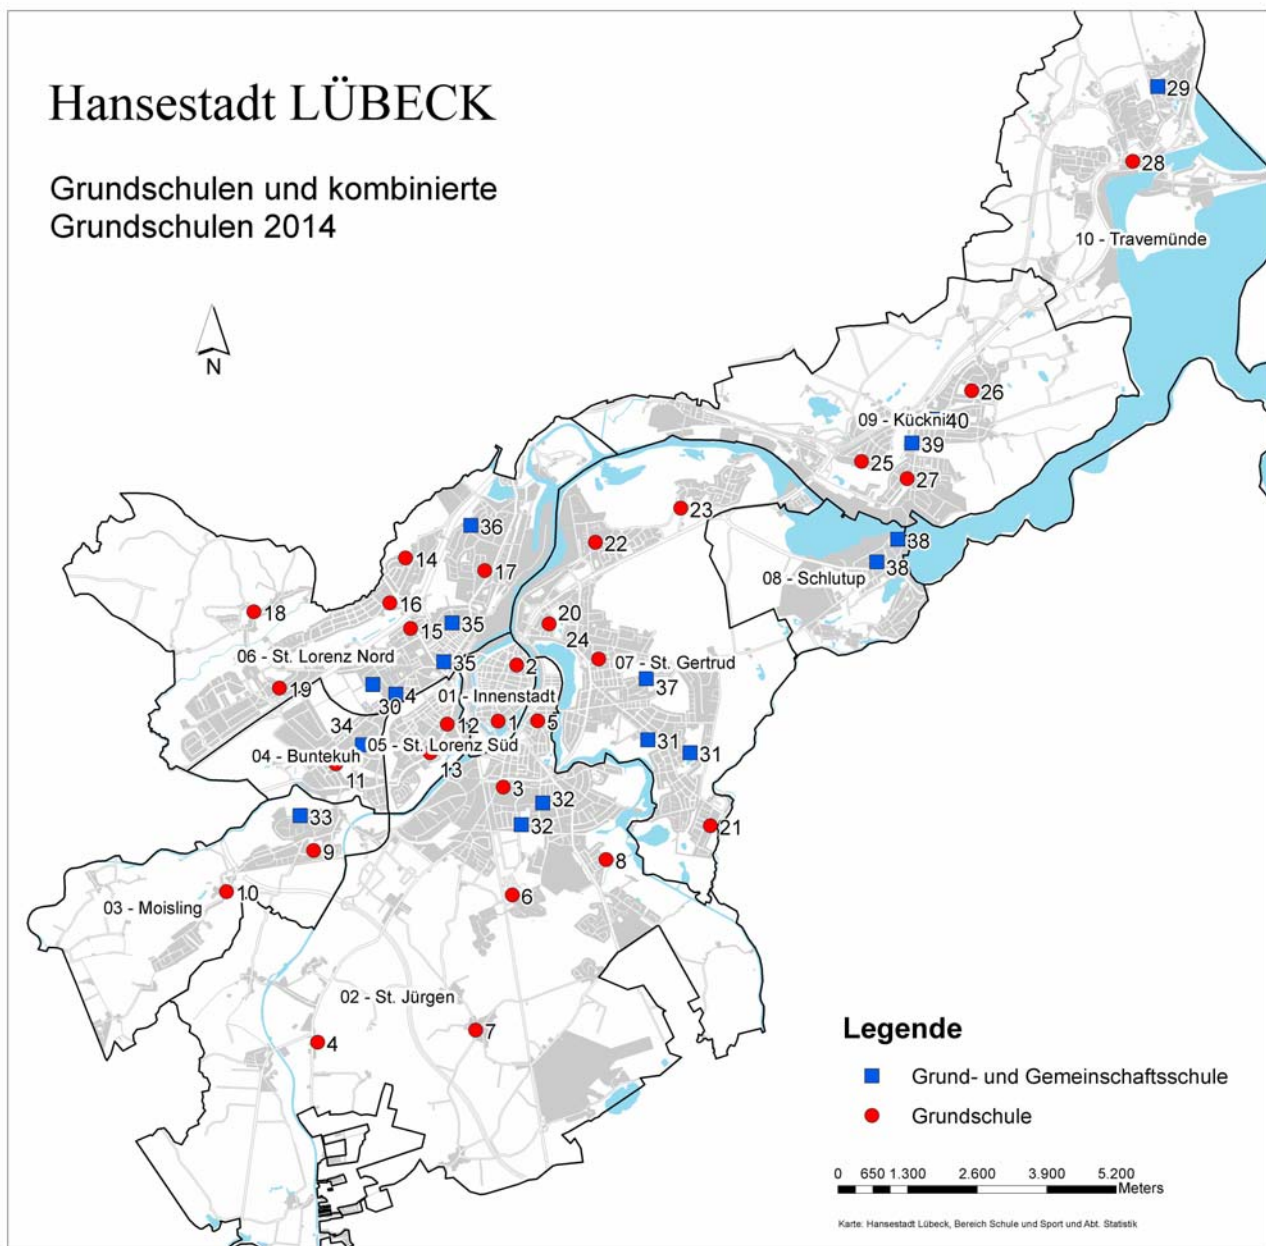 Hansestadt LÜBECK
Grundschulen und kombinierte
Grundschulen 2014
N
29
28
10 - Travemünde
26
09 - Kückni
40
39
25
27
23
36
22
38
14
38
17
08 - Schlutup
16
18
20
35
15
24
06 - St. Lorenz Nord
35
2
07 - St. Gertrud
37
19
4
01 - Innenstadt
30
34
12
1
5
31
05 - St. Lorenz Süd
31
04 - Buntekuh
13
11
3
32
33
32
21
9
8
10
6
03 - Moisling
02 - St. Jürgen
7
4
Legende
Grund- und Gemeinschaftsschule
Grundschule
0 650 1.300 2.600 3.900 5.200
Meters
Karte: Hansestadt Lübeck, Bereich Schule und Sport und Abt. Statistik